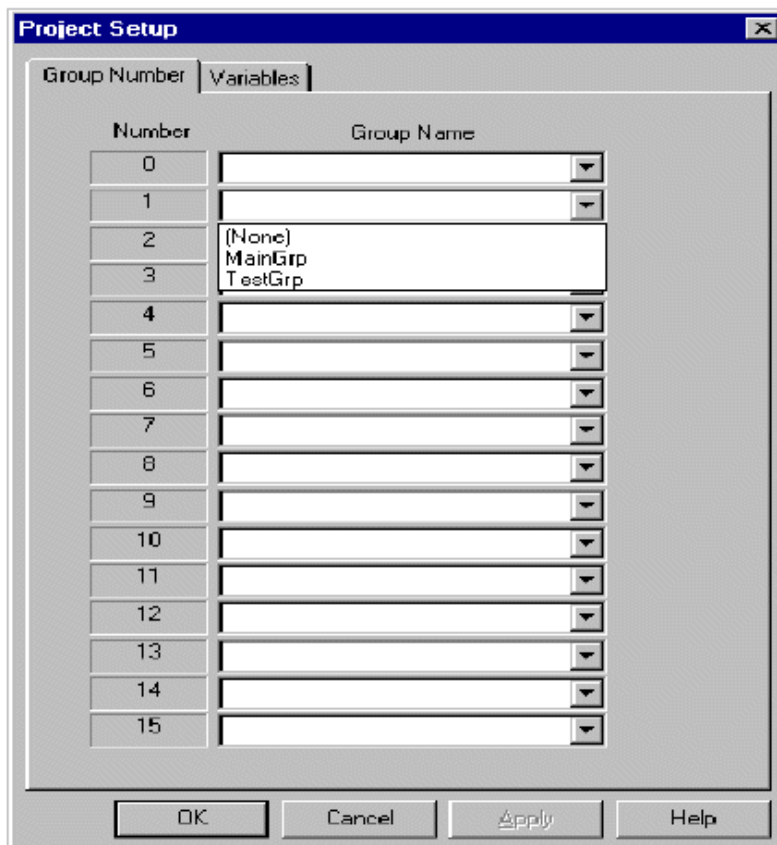 Project Setup
Group Number Variables
Number Group Name
0
1
2
(None)
MainGrp
3
TestGrp
4
5
6
7
8
9
10
11
12
13
14
15
OK Cancel Apply Help